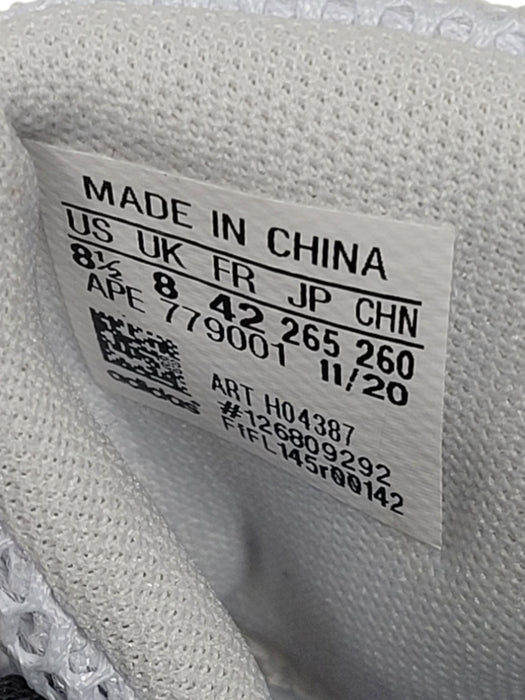 MADE IN CHINA
US UK FR JP CHN
8½ 8 42 265 260
APE 779001 11/20
adidas
ART H04387
#126809292
FfFL145r00142